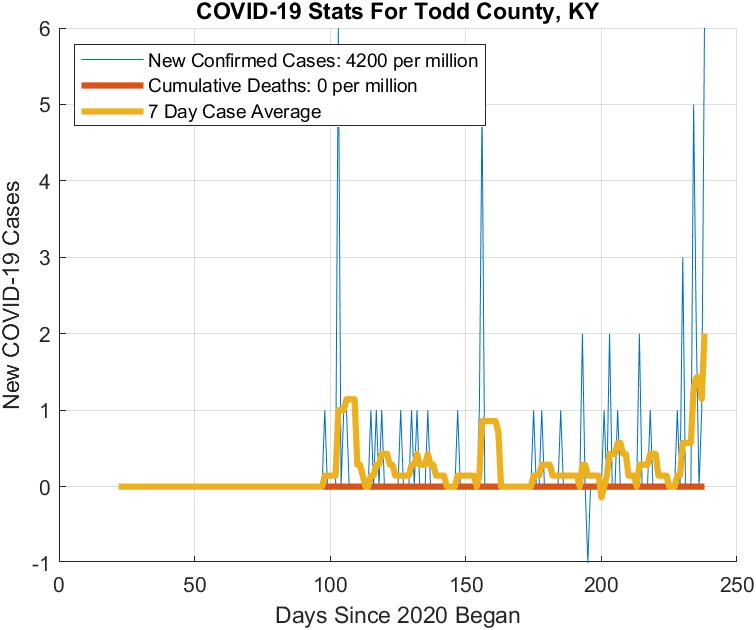 COVID-19 Stats For Todd County, KY
New Confirmed Cases: 4200 per million
Cumulative Deaths: 0 per million
7 Day Case Average
6
5
4
3
2
1
0
-1
New COVID-19 Cases
0 50 100 150 200 250
Days Since 2020 Began